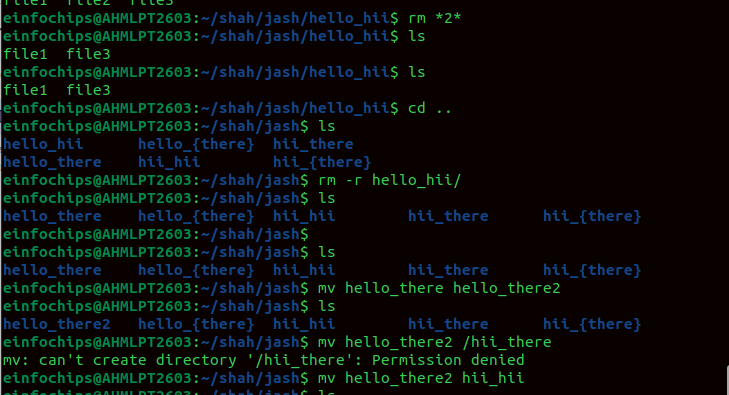 file1  file2  file3
einfochips@AHMLPT2603:~/shah/jash/hello_hii$ rm *2*
einfochips@AHMLPT2603:~/shah/jash/hello_hii$ ls
file1  file3
einfochips@AHMLPT2603:~/shah/jash/hello_hii$ ls
file1  file3
einfochips@AHMLPT2603:~/shah/jash/hello_hii$ cd ..
einfochips@AHMLPT2603:~/shah/jash$ ls
hello_hii      hello_{there}  hii_there
hello_there    hii_hii        hii_{there}
einfochips@AHMLPT2603:~/shah/jash$ rm -r hello_hii/
einfochips@AHMLPT2603:~/shah/jash$ ls
hello_there    hello_{there}  hii_hii        hii_there      hii_{there}
einfochips@AHMLPT2603:~/shah/jash$
einfochips@AHMLPT2603:~/shah/jash$ ls
hello_there    hello_{there}  hii_hii        hii_there      hii_{there}
einfochips@AHMLPT2603:~/shah/jash$ mv hello_there hello_there2
einfochips@AHMLPT2603:~/shah/jash$ ls
hello_there2   hello_{there}  hii_hii        hii_there      hii_{there}
einfochips@AHMLPT2603:~/shah/jash$ mv hello_there2 /hii_there
mv: can't create directory '/hii_there': Permission denied
einfochips@AHMLPT2603:~/shah/jash$ mv hello_there2 hii_hii
einfochips@AHMLPT2603:~/shah/jash$ ls